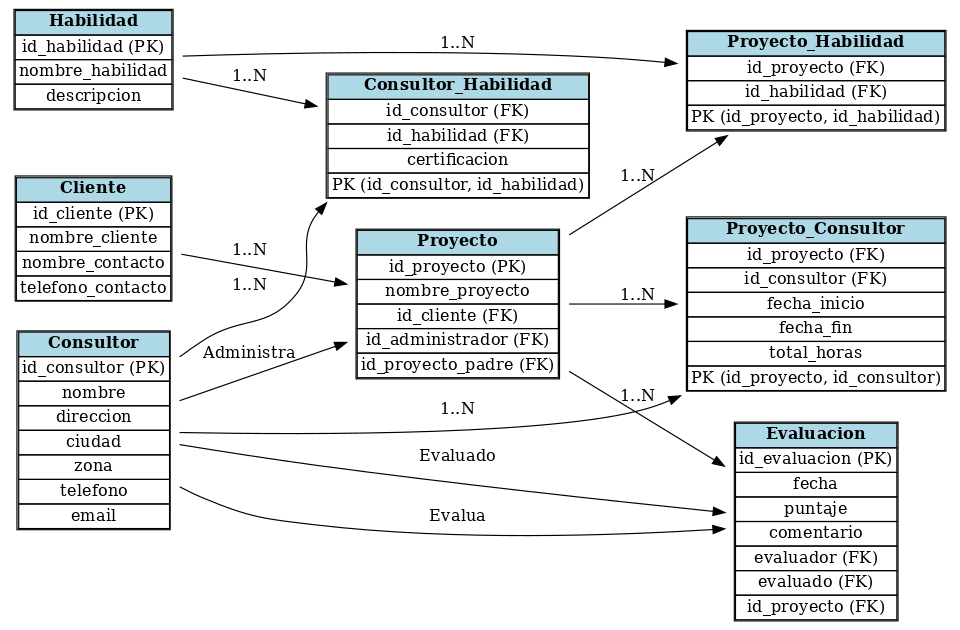 Habilidad
id_habilidad (PK)
nombre_habilidad
descripcion
1..N
1..N
Proyecto_Habilidad
id_proyecto (FK)
id_habilidad (FK)
PK (id_proyecto, id_habilidad)
Consultor_Habilidad
id_consultor (FK)
id_habilidad (FK)
certificacion
PK (id_consultor, id_habilidad)
Cliente
id_cliente (PK)
nombre_cliente
nombre_contacto
telefono_contacto
1..N
1..N
1..N
Proyecto
id_proyecto (PK)
nombre_proyecto
id_cliente (FK)
id_administrador (FK)
id_proyecto_padre (FK)
1..N
Proyecto_Consultor
id_proyecto (FK)
id_consultor (FK)
fecha_inicio
fecha_fin
total_horas
PK (id_proyecto, id_consultor)
Consultor
id_consultor (PK)
nombre
direccion
ciudad
zona
telefono
email
Administra
1..N
1..N
Evaluado
Evalua
Evaluacion
id_evaluacion (PK)
fecha
puntaje
comentario
evaluador (FK)
evaluado (FK)
id_proyecto (FK)